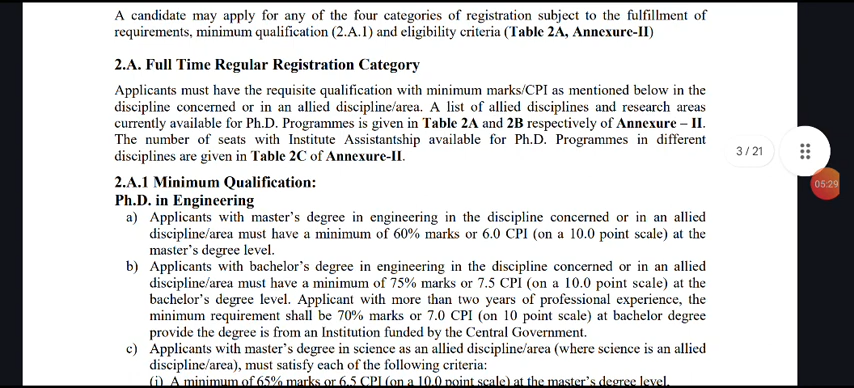 A candidate may apply for any of the four categories of registration subject to the fulfillment of
requirements, minimum qualification (2.A.1) and eligibility criteria (Table 2A, Annexure-II)
2.A. Full Time Regular Registration Category
Applicants must have the requisite qualification with minimum marks/CPI as mentioned below in the
discipline concerned or in an allied discipline/area. A list of allied disciplines and research areas
currently available for Ph.D. Programmes is given in Table 2A and 2B respectively of Annexure – II.
The number of seats with Institute Assistantship available for Ph.D. Programmes in different
disciplines are given in Table 2C of Annexure-II.
3 / 21
05:29
2.A.1 Minimum Qualification:
Ph.D. in Engineering
a) Applicants with master's degree in engineering in the discipline concerned or in an allied
discipline/area must have a minimum of 60% marks or 6.0 CPI (on a 10.0 point scale) at the
master's degree level.
b) Applicants with bachelor's degree in engineering in the discipline concerned or in an allied
discipline/area must have a minimum of 75% marks or 7.5 CPI (on a 10.0 point scale) at the
bachelor's degree level. Applicant with more than two years of professional experience, the
minimum requirement shall be 70% marks or 7.0 CPI (on 10 point scale) at bachelor degree
provide the degree is from an Institution funded by the Central Government.
c) Applicants with master's degree in science as an allied discipline/area (where science is an allied
discipline/area), must satisfy each of the following criteria:
(i) A minimum of 65% marks or 6.5 CPI (on a 10.0 point scale) at the master's degree level.